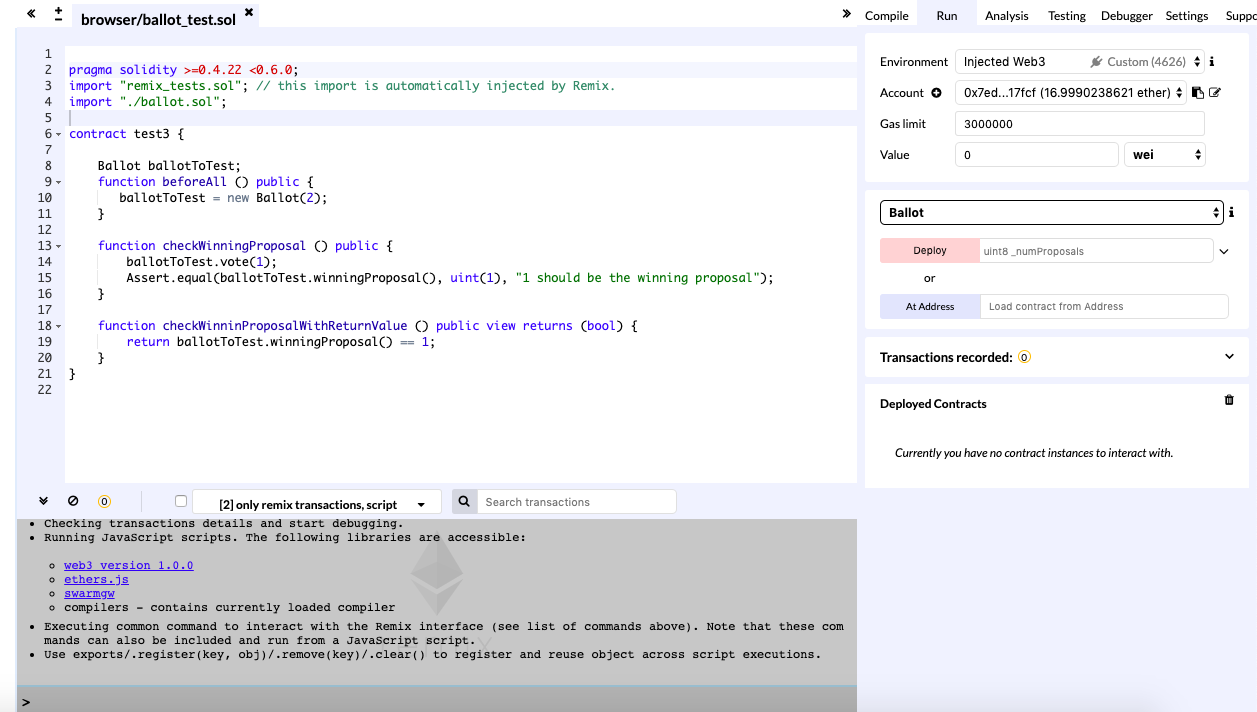 browser/ballot_test.sol
1
2 pragma solidity >=0.4.22 <0.6.0;
3 import "remix_tests.sol"; // this import is automatically injected by Remix.
4 import "./ballot.sol";
5
6 contract test3 {
7
8 Ballot ballotToTest;
9 function beforeAll () public {
10 ballotToTest = new Ballot(2);
11 }
12
13 function checkWinningProposal () public {
14 ballotToTest.vote(1);
15 Assert.equal(ballotToTest.winningProposal(), uint(1), "1 should be the winning proposal");
16 }
17
18 function checkWinninProposalWithReturnValue () public view returns (bool) {
19 return ballotToTest.winningProposal() == 1;
20 }
21 }
22
0 [2] only remix transactions, script Search transactions
• Checking transactions details and start debugging.
• Running JavaScript scripts. The following libraries are accessible:
web3 version 1.0.0
ethers.js
swarmgw
compilers - contains currently loaded compiler
• Executing common command to interact with the Remix interface (see list of commands above). Note that these com
mands can also be included and run from a JavaScript script.
• Use exports/.register(key, obj)/.remove(key)/.clear() to register and reuse object across script executions.
>
Compile Run Analysis Testing Debugger Settings Suppo
Environment Injected Web3 Custom (4626)
Account 0x7ed...17fcf (16.9990238621 ether)
Gas limit 3000000
Value 0 wei
Ballot
Deploy uint8 _numProposals
or
At Address Load contract from Address
Transactions recorded: 0
Deployed Contracts
Currently you have no contract instances to interact with.